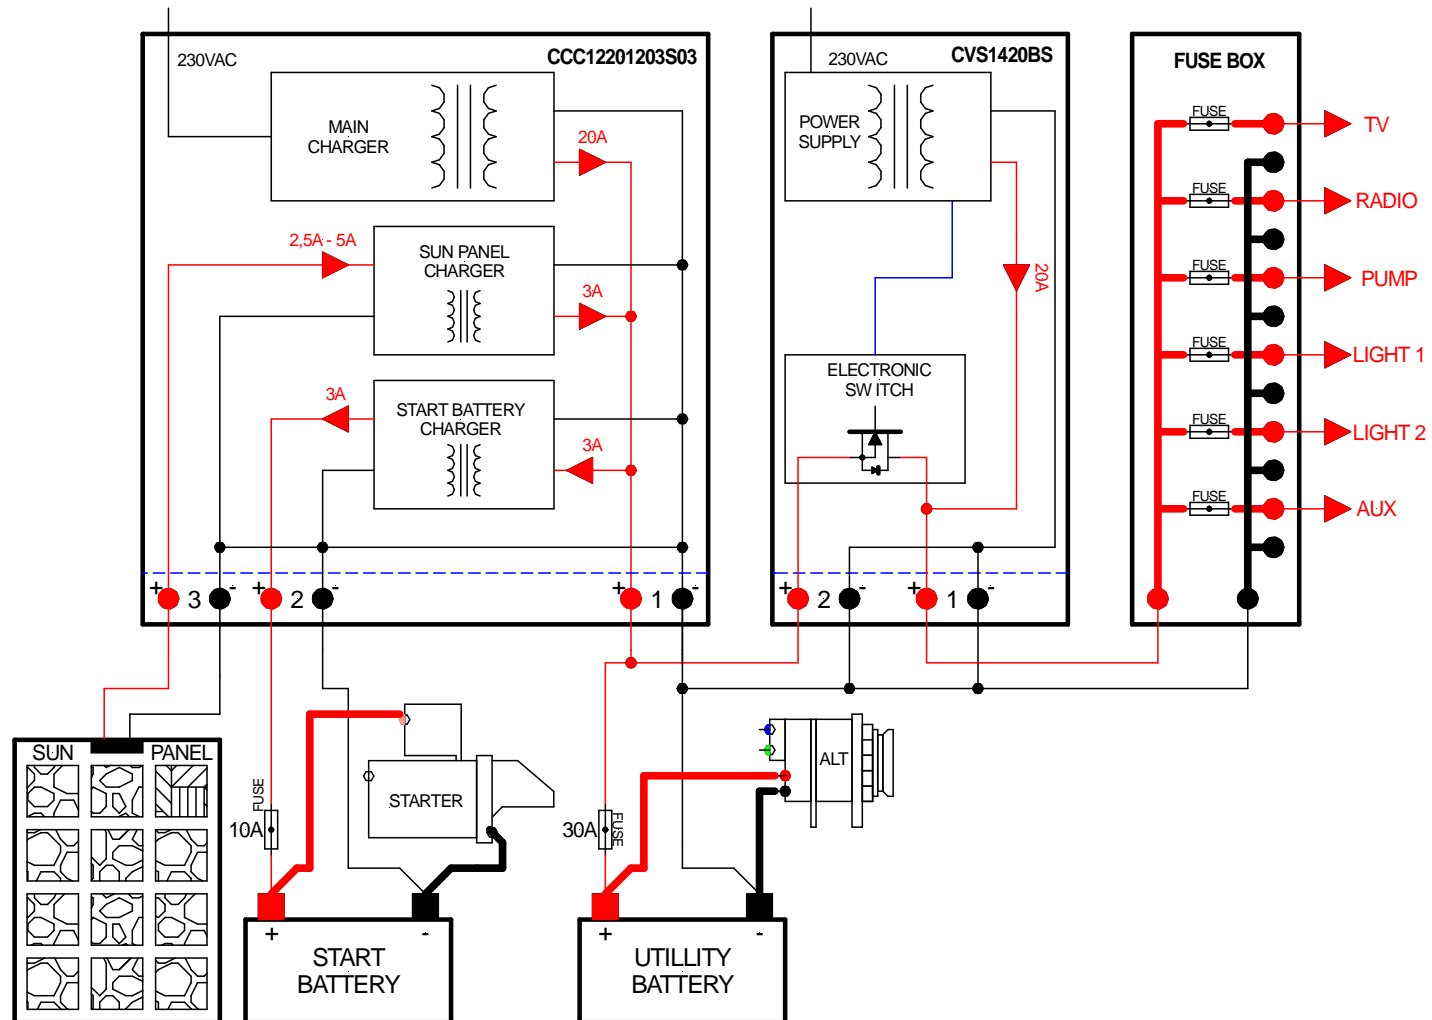 230VAC
CCC12201203S03
MAIN
CHARGER
20A
2,5A - 5A
SUN PANEL
CHARGER
3A
3A
START BATTERY
CHARGER
3A
+ 3 -
+ 2 -
+ 1 -
230VAC
CVS1420BS
POWER
SUPPLY
20A
ELECTRONIC
SW ITCH
+ 2 -
+ 1 -
FUSE BOX
FUSE
TV
FUSE
RADIO
FUSE
PUMP
FUSE
LIGHT 1
FUSE
LIGHT 2
FUSE
AUX
SUN PANEL
FUSE
10A
STARTER
30A
FUSE
ALT
+ -
START
BATTERY
+ -
UTILLITY
BATTERY